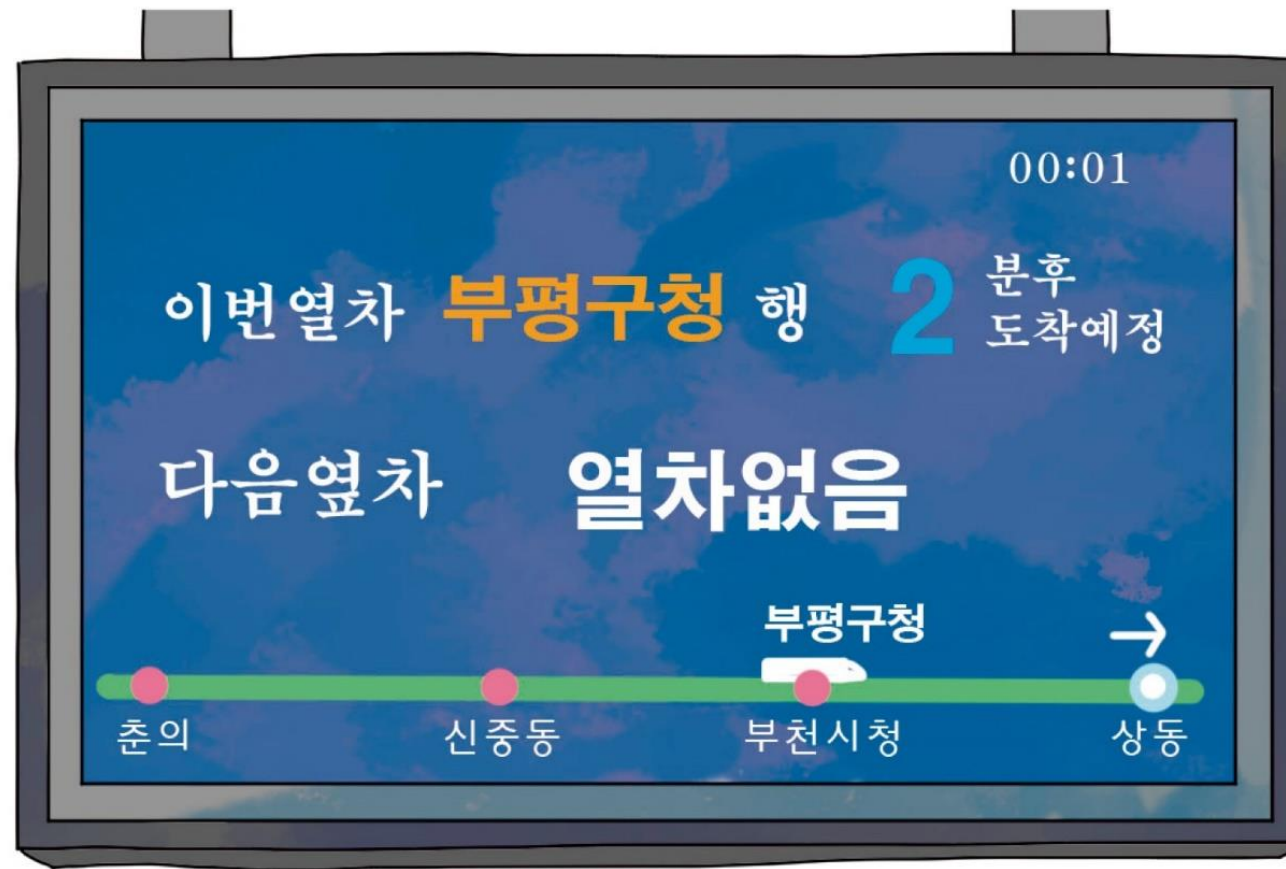 00:01
이번열차 부평구청 행 2 분후
도착예정
다음옆차 열차없음
부평구청 →
춘의 신중동 부천시청 상동